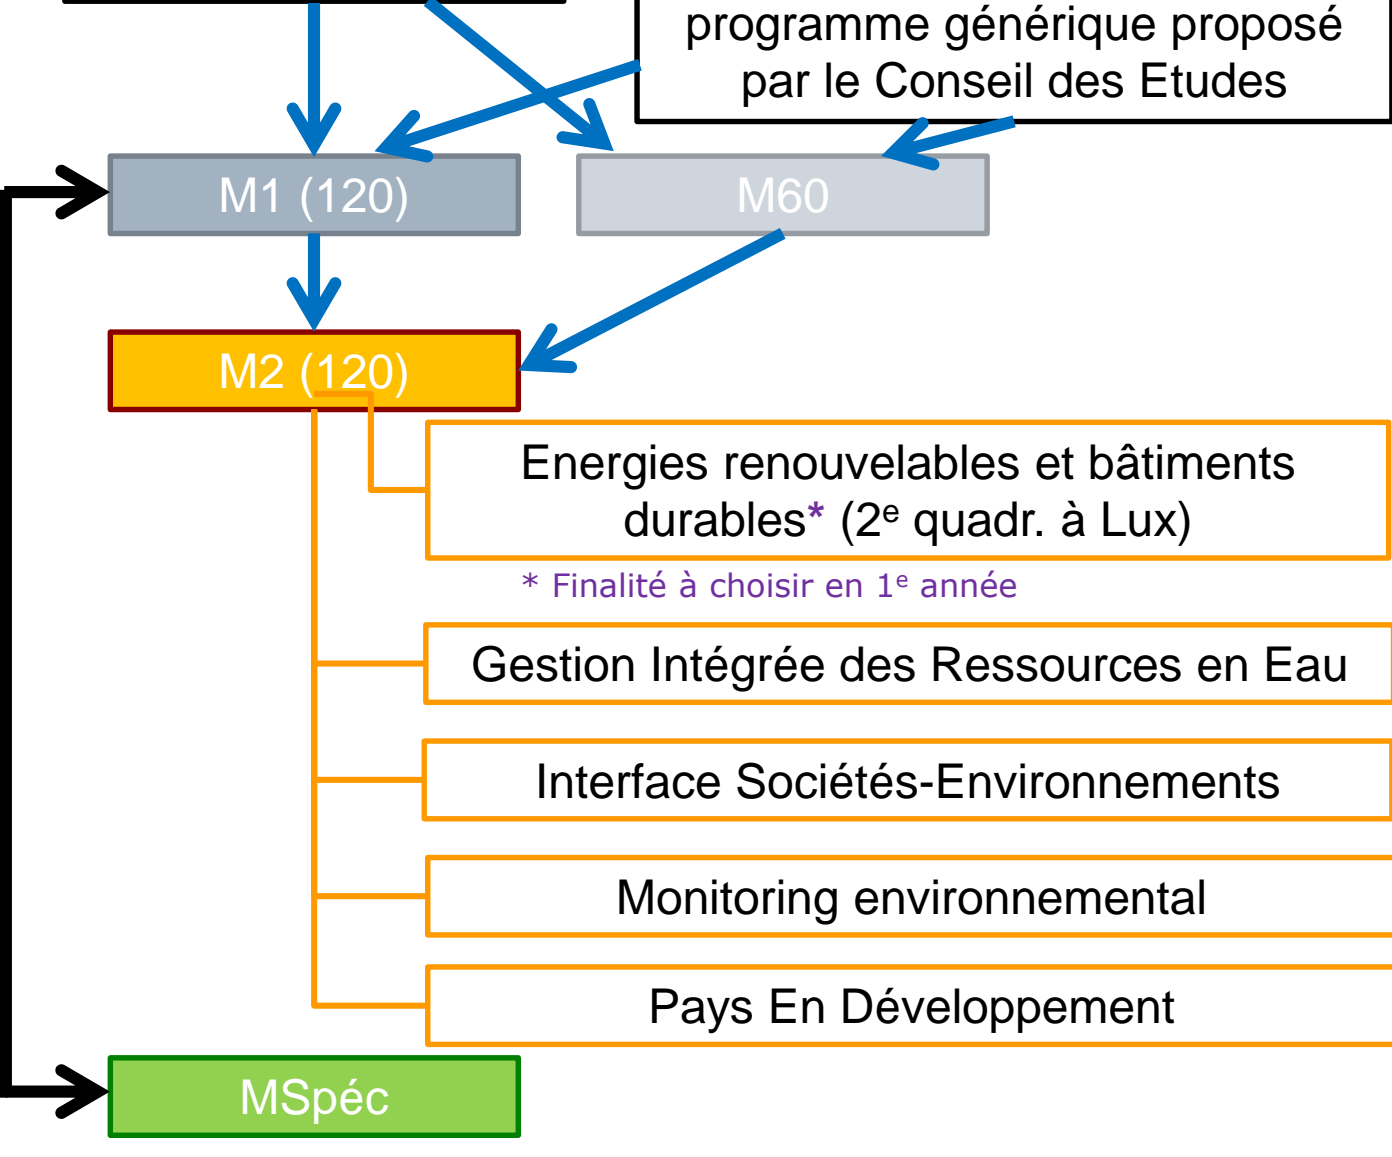 programme générique proposé
par le Conseil des Etudes
M1 (120)
M60
M2 (120)
Energies renouvelables et bâtiments
durables* (2e quadr. à Lux)
* Finalité à choisir en 1e année
Gestion Intégrée des Ressources en Eau
Interface Sociétés-Environnements
Monitoring environnemental
Pays En Développement
MSpéc